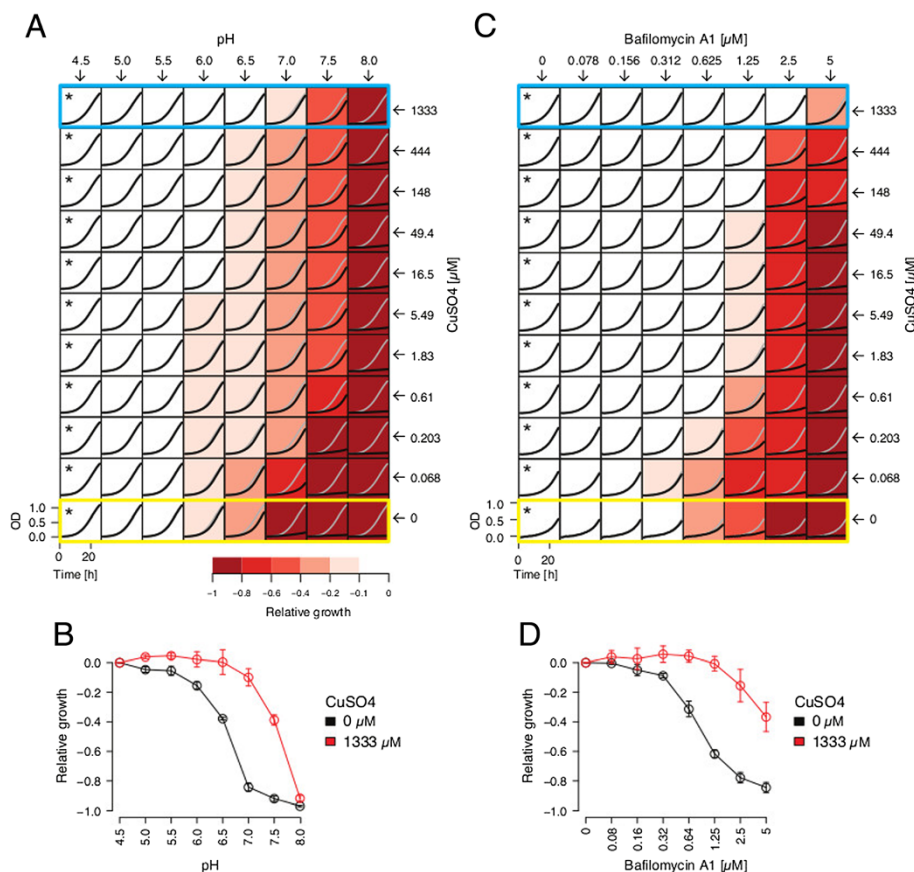 A
pH
4.5 5.0 5.5 6.0 6.5 7.0 7.5 8.0
* ← 1333
* ← 444
* ← 148
* ← 49.4
* ← 16.5
* ← 5.49
* ← 1.83
* ← 0.61
* ← 0.203
* ← 0.068
* ← 0
CuSO4 [µM]
OD
1.0
0.5
0.0
0 20
Time [h]
-1 -0.8 -0.6 -0.4 -0.2 -0.1 0
Relative growth
C
Bafilomycin A1 [µM]
0 0.078 0.156 0.312 0.625 1.25 2.5 5
* ← 1333
* ← 444
* ← 148
* ← 49.4
* ← 16.5
* ← 5.49
* ← 1.83
* ← 0.61
* ← 0.203
* ← 0.068
* ← 0
CuSO4 [µM]
OD
1.0
0.5
0.0
0 20
Time [h]
B
Relative growth
0.0
−0.2
−0.4
−0.6
−0.8
−1.0
4.5 5.0 5.5 6.0 6.5 7.0 7.5 8.0
pH
CuSO4
0 µM
1333 µM
D
Relative growth
0.0
−0.2
−0.4
−0.6
−0.8
−1.0
0 0.08 0.16 0.32 0.64 1.25 2.5 5
Bafilomycin A1 [µM]
CuSO4
0 µM
1333 µM